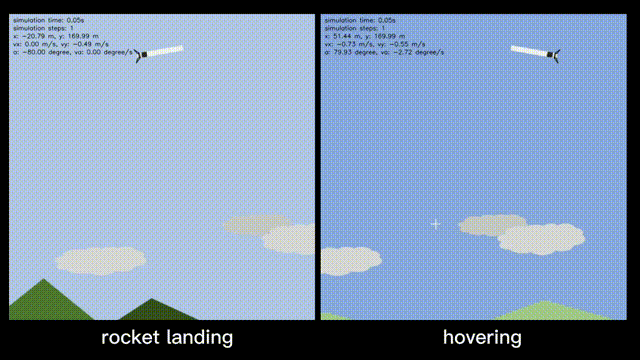 simulation time: 0.05s
simulation steps: 1
x: −20.79 m, y: 169.99 m
vx: 0.00 m/s, vy: −0.49 m/s
a: −80.00 degree, va: 0.00 degree/s
simulation time: 0.05s
simulation steps: 1
x: 51.44 m, y: 169.99 m
vx: −0.73 m/s, vy: −0.55 m/s
a: 79.93 degree, va: −2.72 degree/s
rocket landing
hovering